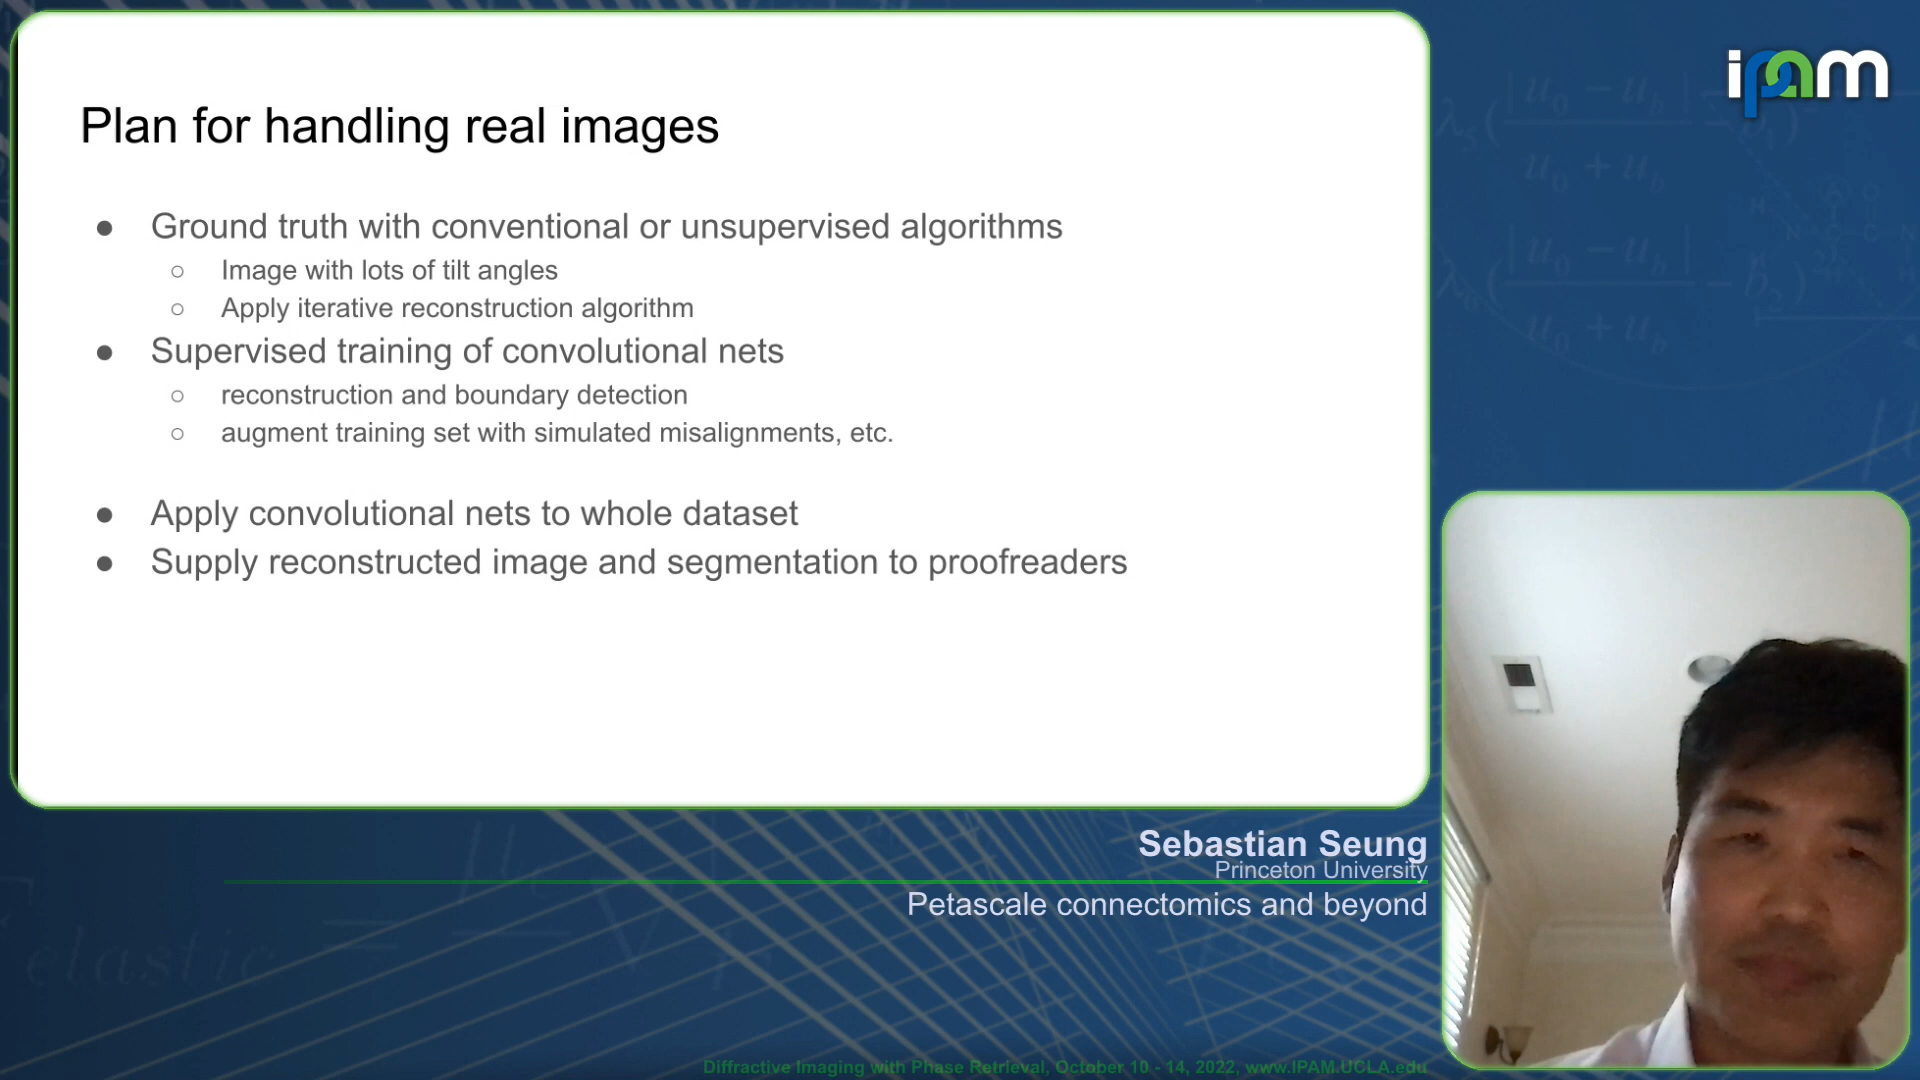 ipam
Plan for handling real images
● Ground truth with conventional or unsupervised algorithms
○ Image with lots of tilt angles
○ Apply iterative reconstruction algorithm
● Supervised training of convolutional nets
○ reconstruction and boundary detection
○ augment training set with simulated misalignments, etc.
● Apply convolutional nets to whole dataset
● Supply reconstructed image and segmentation to proofreaders
Sebastian Seung
Princeton University
Petascale connectomics and beyond
elastic
Diffractive Imaging with Phase Retrieval, October 10 - 14, 2022, www.IPAM.UCLA.edu